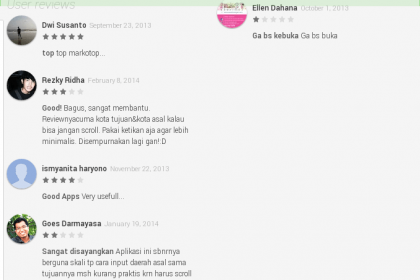 User reviews
Dwi Susanto September 23, 2013
top top markotop...
Rezky Ridha February 8, 2014
Good! Bagus, sangat membantu.
Reviewnyacuma kota tujuan&kota asal kalau
bisa jangan scroll. Pakai ketikan aja agar lebih
minimalis. Disempurnakan lagi gan!:D
ismyanita haryono November 22, 2013
Good Apps Very usefull...
Goes Darmayasa January 19, 2014
Sangat disayangkan Aplikasi ini sbnrnya
berguna skali tp cara input daerah asal sama
tujuannya msh kurang praktis krn harus scroll
Ellen Dahana October 1, 2013
Ga bs kebuka Ga bs buka